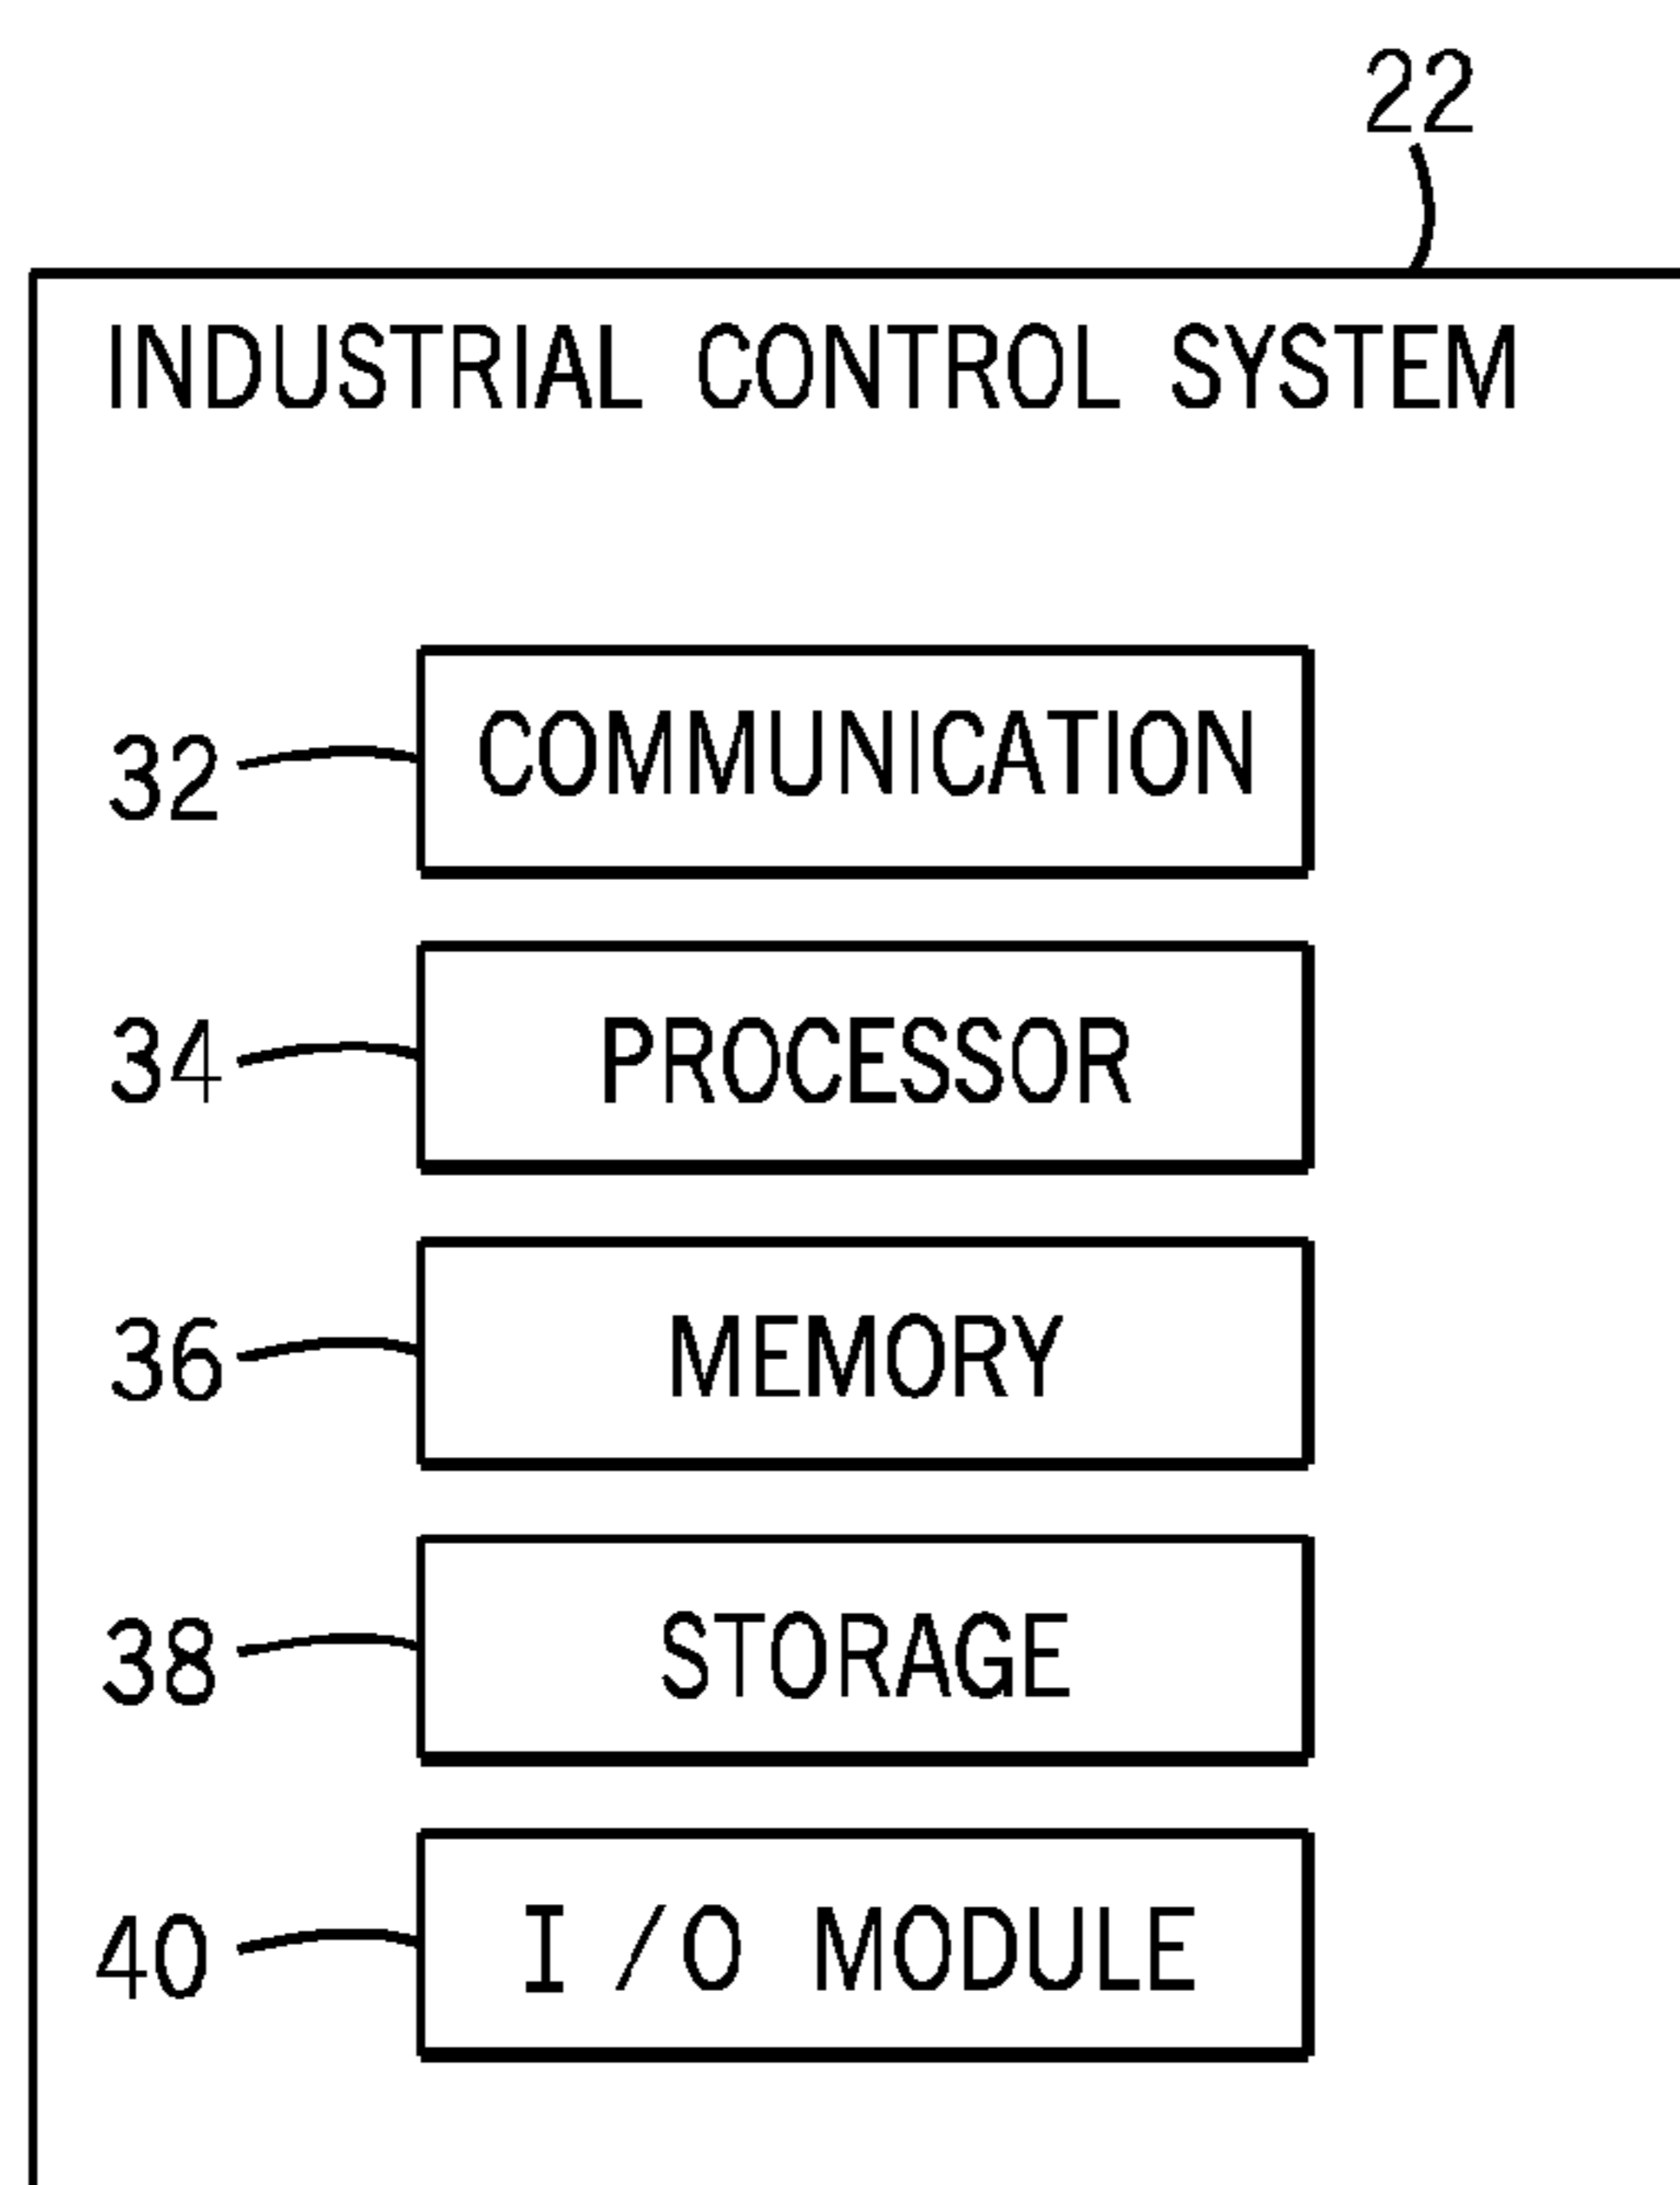 22
INDUSTRIAL CONTROL SYSTEM
32 COMMUNICATION
34 PROCESSOR
36 MEMORY
38 STORAGE
40 I/O MODULE